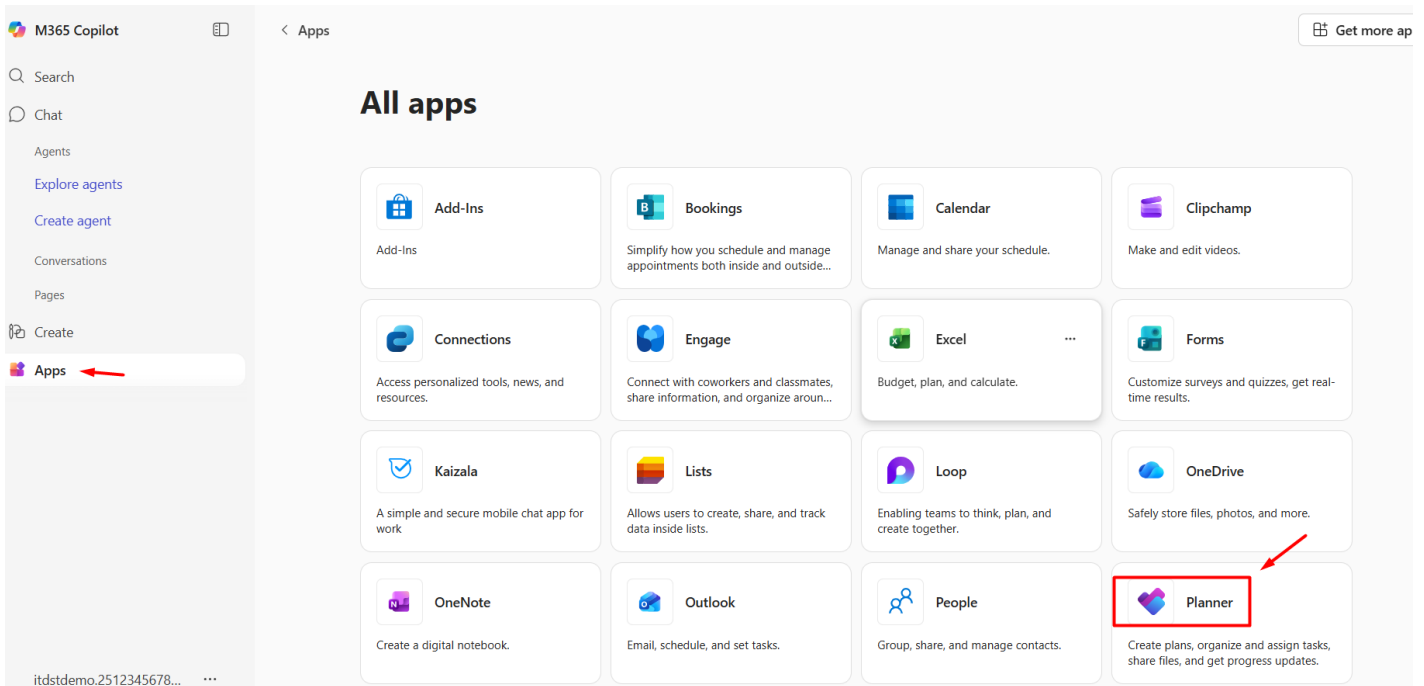 M365 Copilot
Search
Chat
Agents
Explore agents
Create agent
Conversations
Pages
Create
Apps
itdstdemo.2512345678...
Apps
Get more ap
All apps
Add-Ins
Add-Ins
Bookings
Simplify how you schedule and manage
appointments both inside and outside...
Calendar
Manage and share your schedule.
Clipchamp
Make and edit videos.
Connections
Access personalized tools, news, and
resources.
Engage
Connect with coworkers and classmates,
share information, and organize aroun...
Excel
Budget, plan, and calculate.
Forms
Customize surveys and quizzes, get real-
time results.
Kaizala
A simple and secure mobile chat app for
work
Lists
Allows users to create, share, and track
data inside lists.
Loop
Enabling teams to think, plan, and
create together.
OneDrive
Safely store files, photos, and more.
OneNote
Create a digital notebook.
Outlook
Email, schedule, and set tasks.
People
Group, share, and manage contacts.
Planner
Create plans, organize and assign tasks,
share files, and get progress updates.